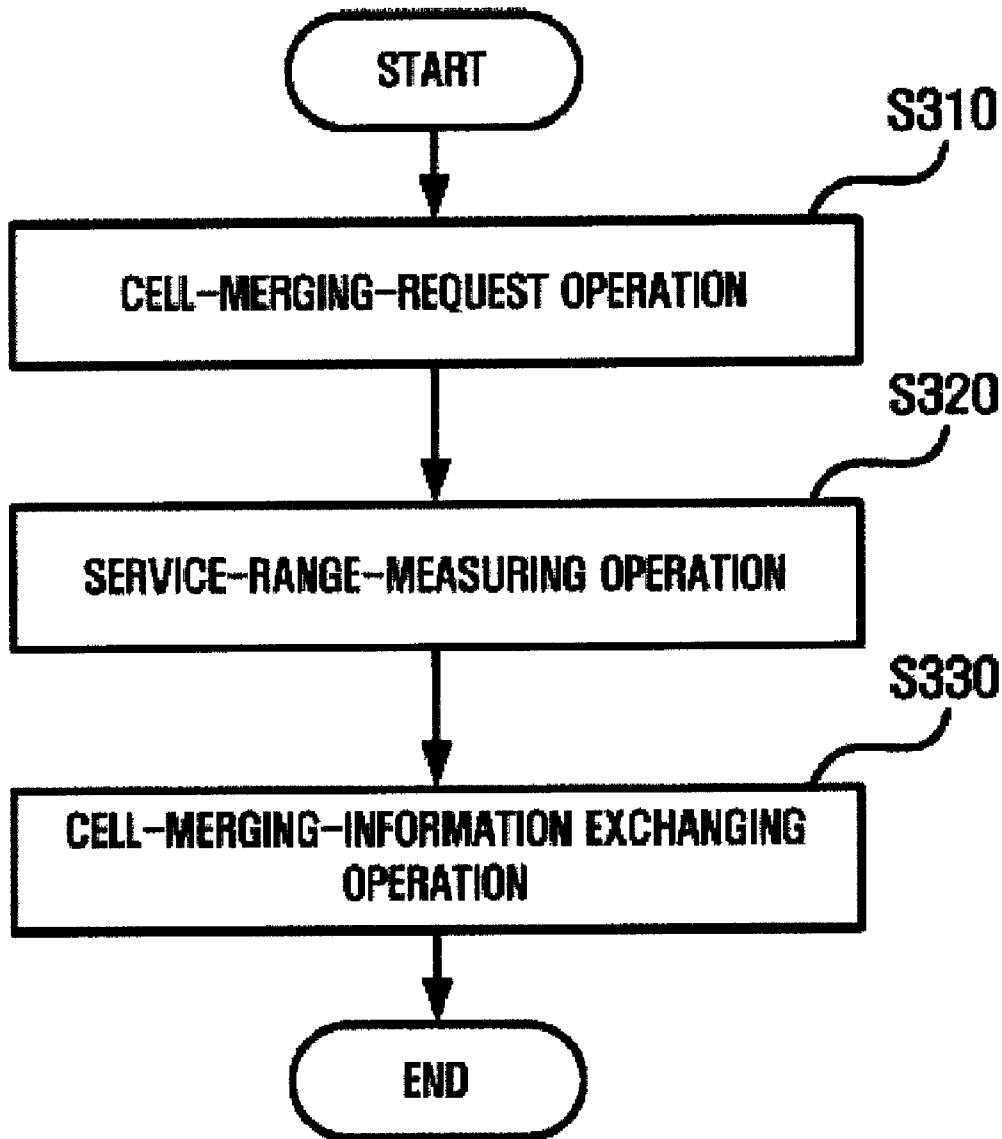 START
S310
CELL-MERGING-REQUEST OPERATION
S320
SERVICE-RANGE-MEASURING OPERATION
S330
CELL-MERGING-INFORMATION EXCHANGING
OPERATION
END